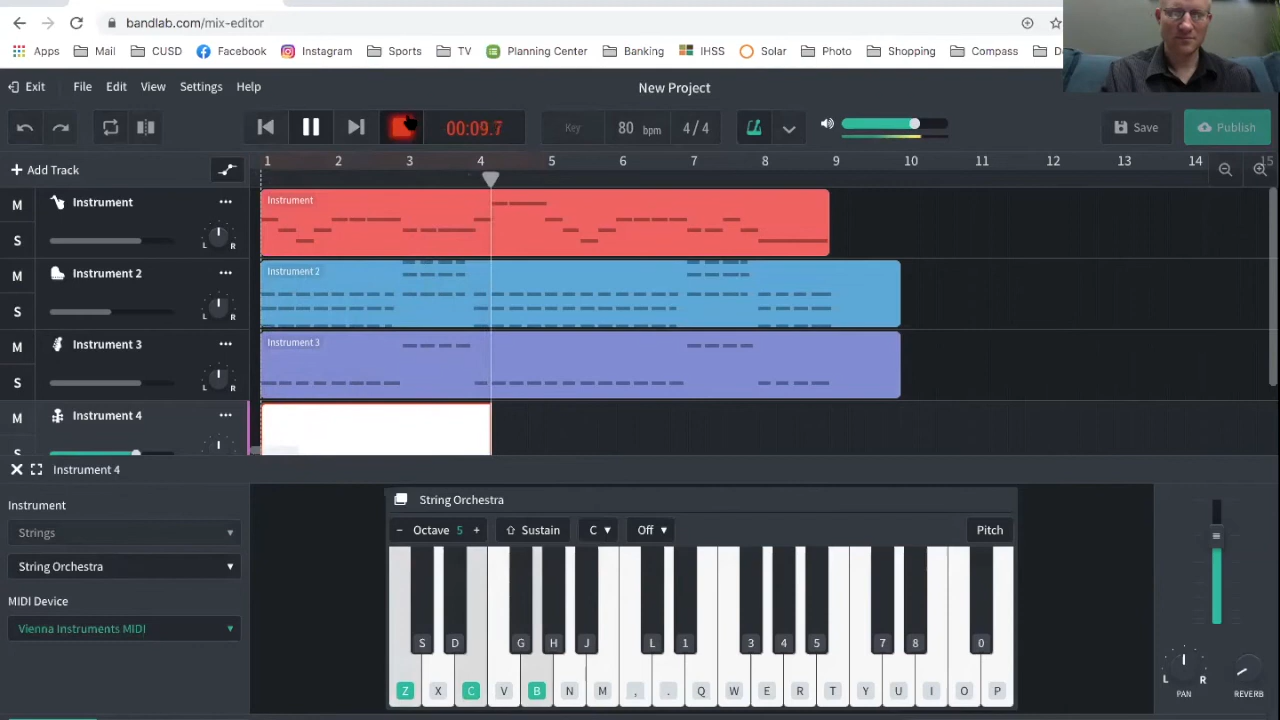 bandlab.com/mix-editor
Apps Mail CUSD Facebook Instagram Sports TV Planning Center Banking IHSS Solar Photo Shopping Compass
Exit File Edit View Settings Help New Project
00:09.7 Key 80 bpm 4/4 Save Publish
Add Track 1 2 3 4 5 6 7 8 9 10 11 12 13 14 15
M Instrument Instrument
S L R
M Instrument 2 Instrument 2
S L R
M Instrument 3 Instrument 3
S L R
M Instrument 4
Instrument 4
Instrument String Orchestra
Strings Octave 5 Sustain C Off Pitch
String Orchestra
MIDI Device
Vienna Instruments MIDI
S D G H J L 1 3 4 5 7 8 0
Z X C V B N M , . Q W E R T Y U I O P
L R
PAN REVERB